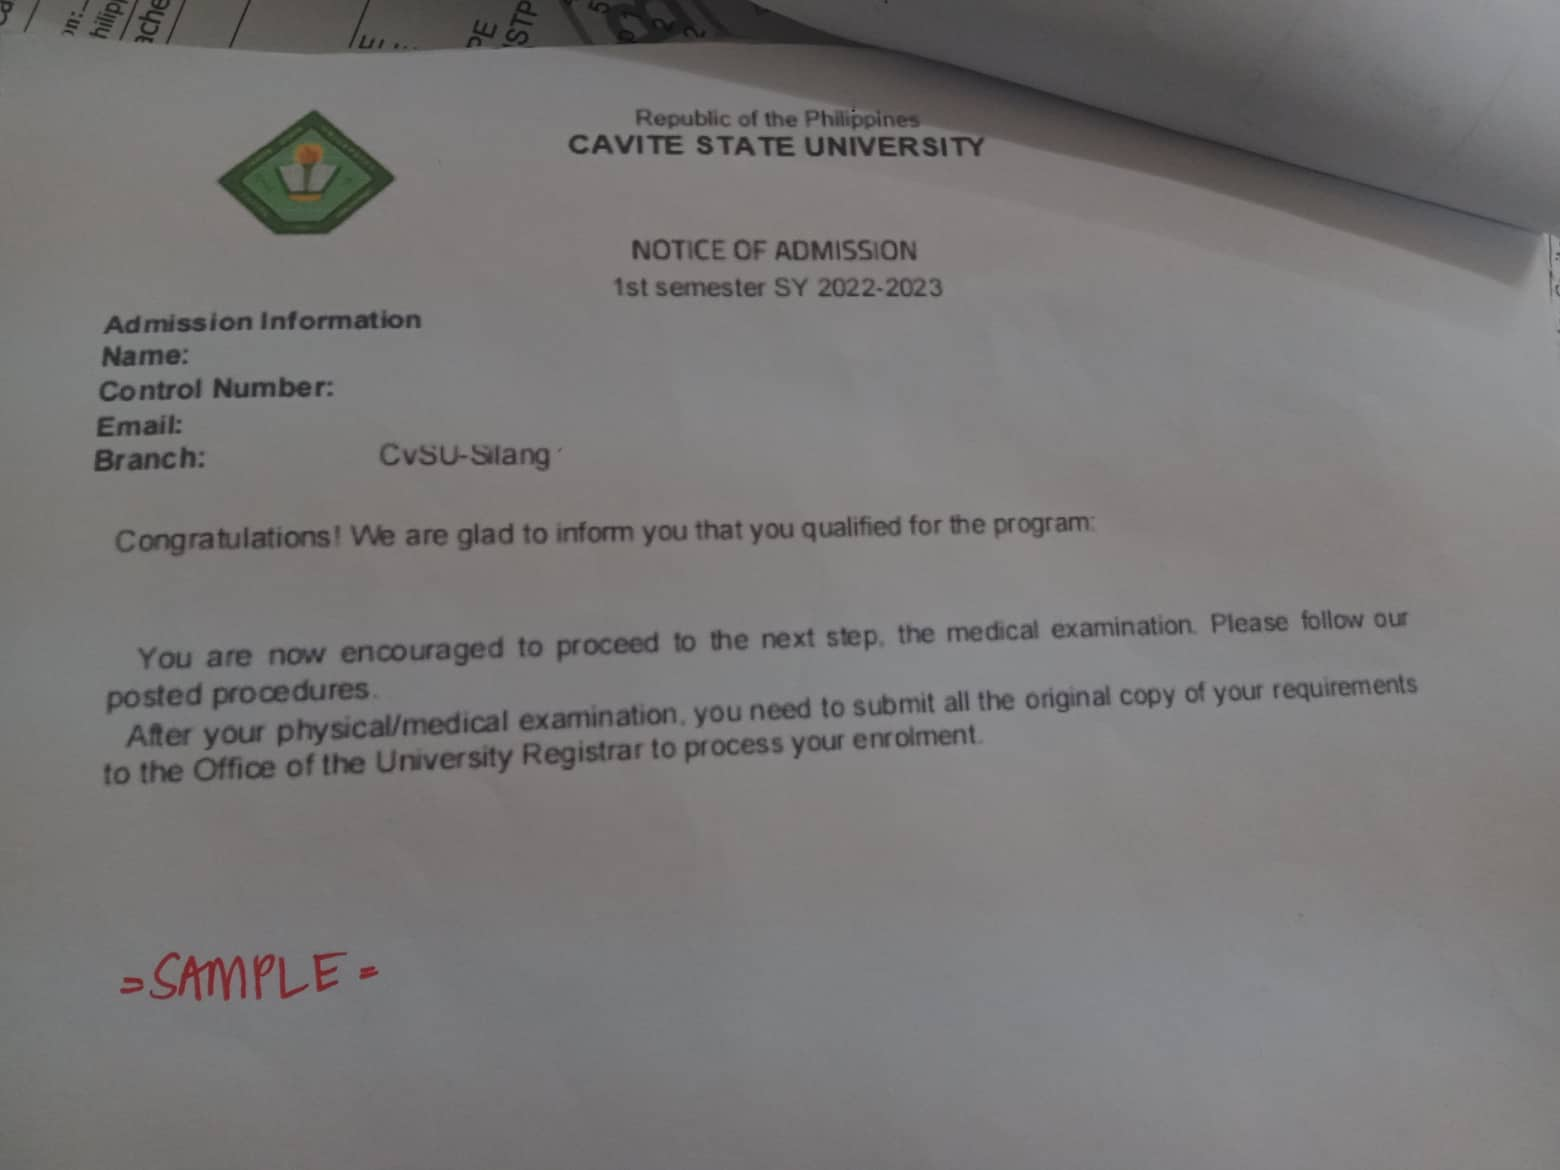 Republic of the Philippines
CAVITE STATE UNIVERSITY
NOTICE OF ADMISSION
1st semester SY 2022-2023
Admission Information
Name:
Control Number:
Email:
Branch: CvSU-Silang
Congratulations! We are glad to inform you that you qualified for the program:
You are now encouraged to proceed to the next step, the medical examination. Please follow our
posted procedures.
After your physical/medical examination, you need to submit all the original copy of your requirements
to the Office of the University Registrar to process your enrolment.
=SAMPLE=